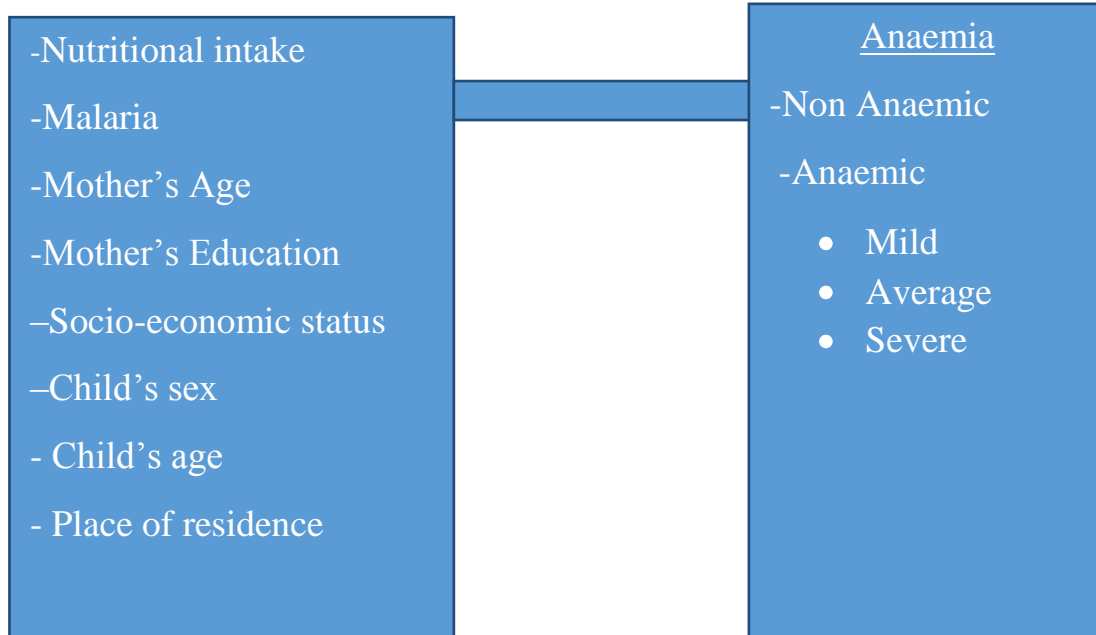 -Nutritional intake
-Malaria
-Mother’s Age
-Mother’s Education
–Socio-economic status
–Child’s sex
- Child’s age
- Place of residence
Anaemia
-Non Anaemic
-Anaemic
• Mild
• Average
• Severe